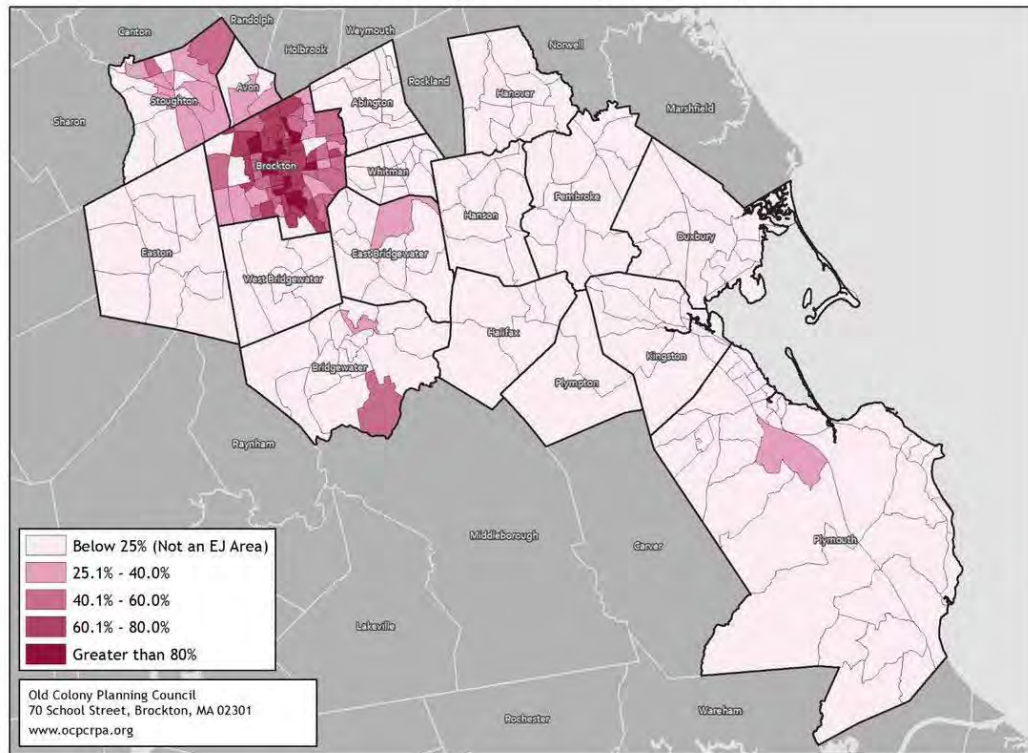 Randolph
Canton
Weymouth
Holbrook
Norwell
Avon
Rockland
Stoughton
Hanover
Abington
Marshfield
Sharon
Brockton
Whitman
Pembroke
Hanson
Duxbury
Easton
East Bridgewater
West Bridgewater
Halifax
Kingston
Bridgewater
Plympton
Raynham
Middleborough
Plymouth
Carver
Lakeville
Rochester
Wareham
Below 25% (Not an EJ Area)
25.1% - 40.0%
40.1% - 60.0%
60.1% - 80.0%
Greater than 80%
Old Colony Planning Council
70 School Street, Brockton, MA 02301
www.ocpcrpa.org